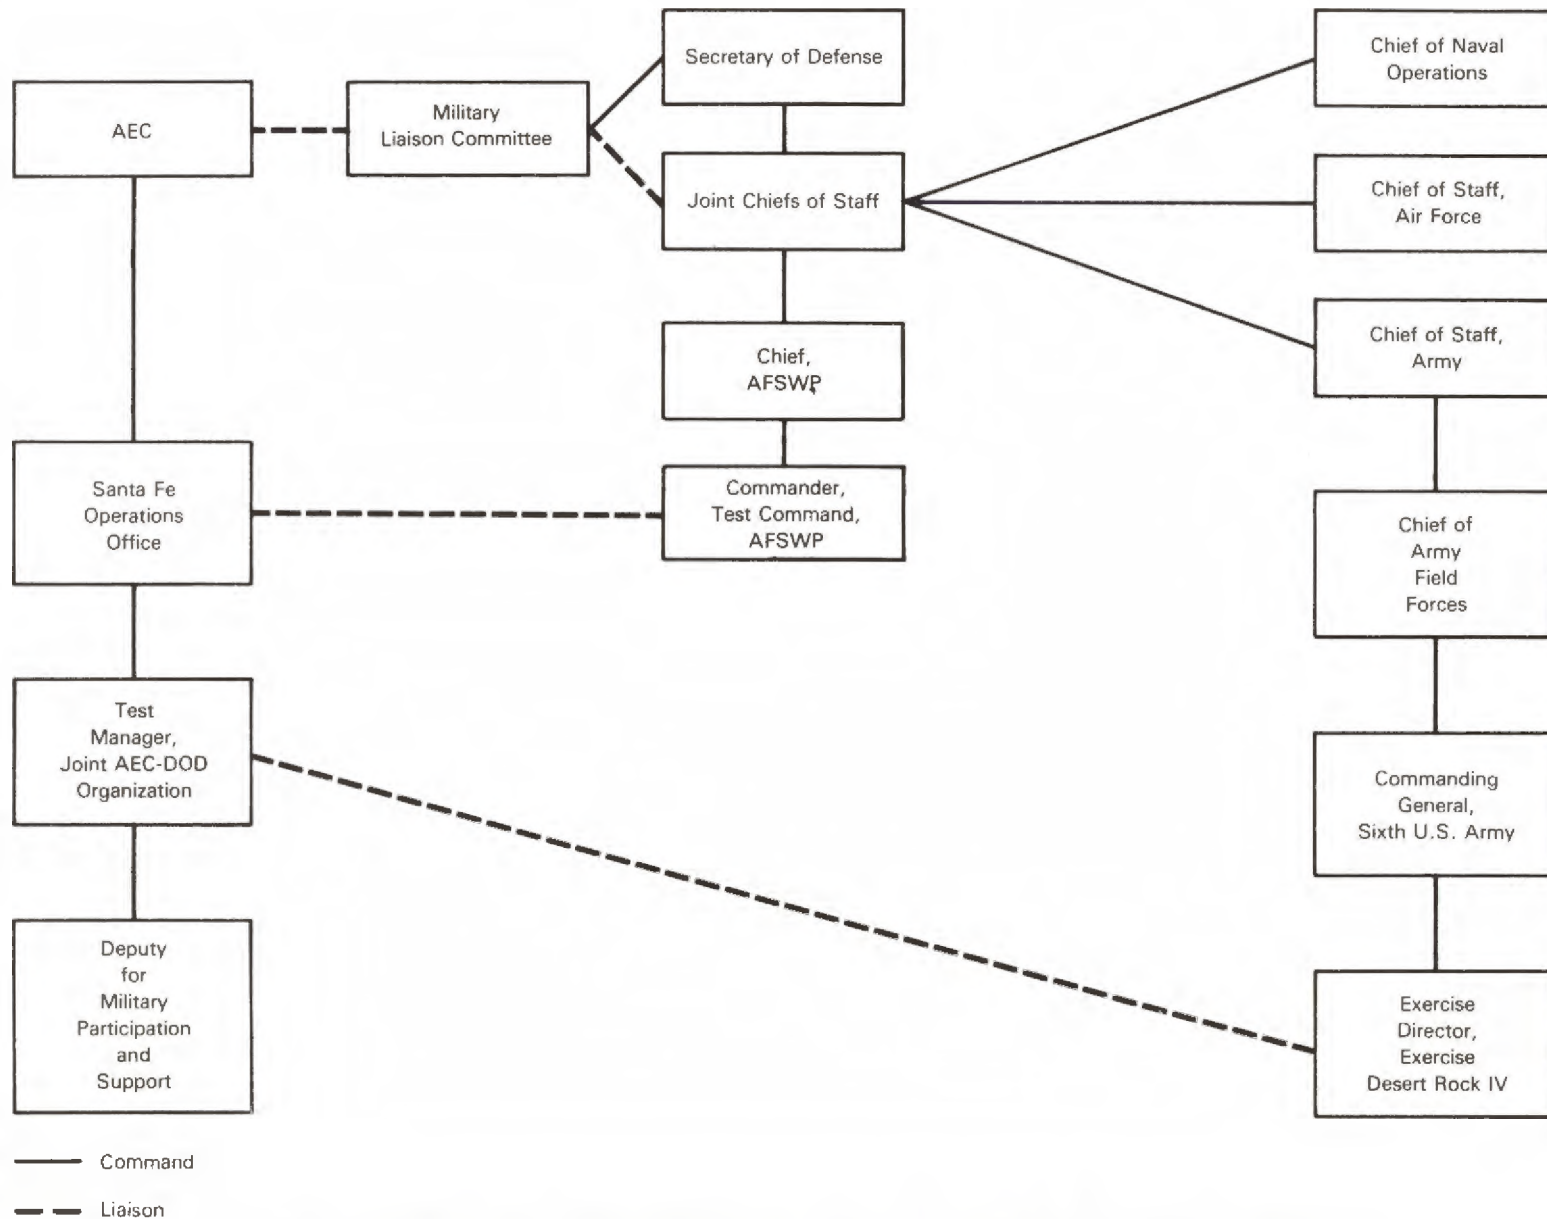 AEC
Military
Liaison Committee
Secretary of Defense
Joint Chiefs of Staff
Chief of Naval
Operations
Chief of Staff,
Air Force
Chief of Staff,
Army
Chief,
AFSWP
Santa Fe
Operations
Office
Commander,
Test Command,
AFSWP
Chief of
Army
Field
Forces
Test
Manager,
Joint AEC-DOD
Organization
Commanding
General,
Sixth U.S. Army
Deputy
for
Military
Participation
and
Support
Exercise
Director,
Exercise
Desert Rock IV
Command
Liaison